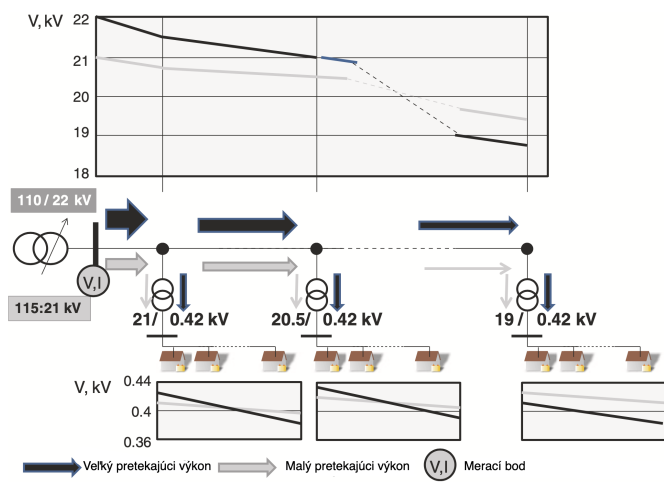 V, kV
22
21
20
19
18
110 / 22 kV
V,I
115:21 kV
21/ 0.42 kV
20.5/ 0.42 kV
19 / 0.42 kV
V, kV
0.44
0.4
0.36
Veľký pretekajúci výkon
Malý pretekajúci výkon
V,I
Merací bod